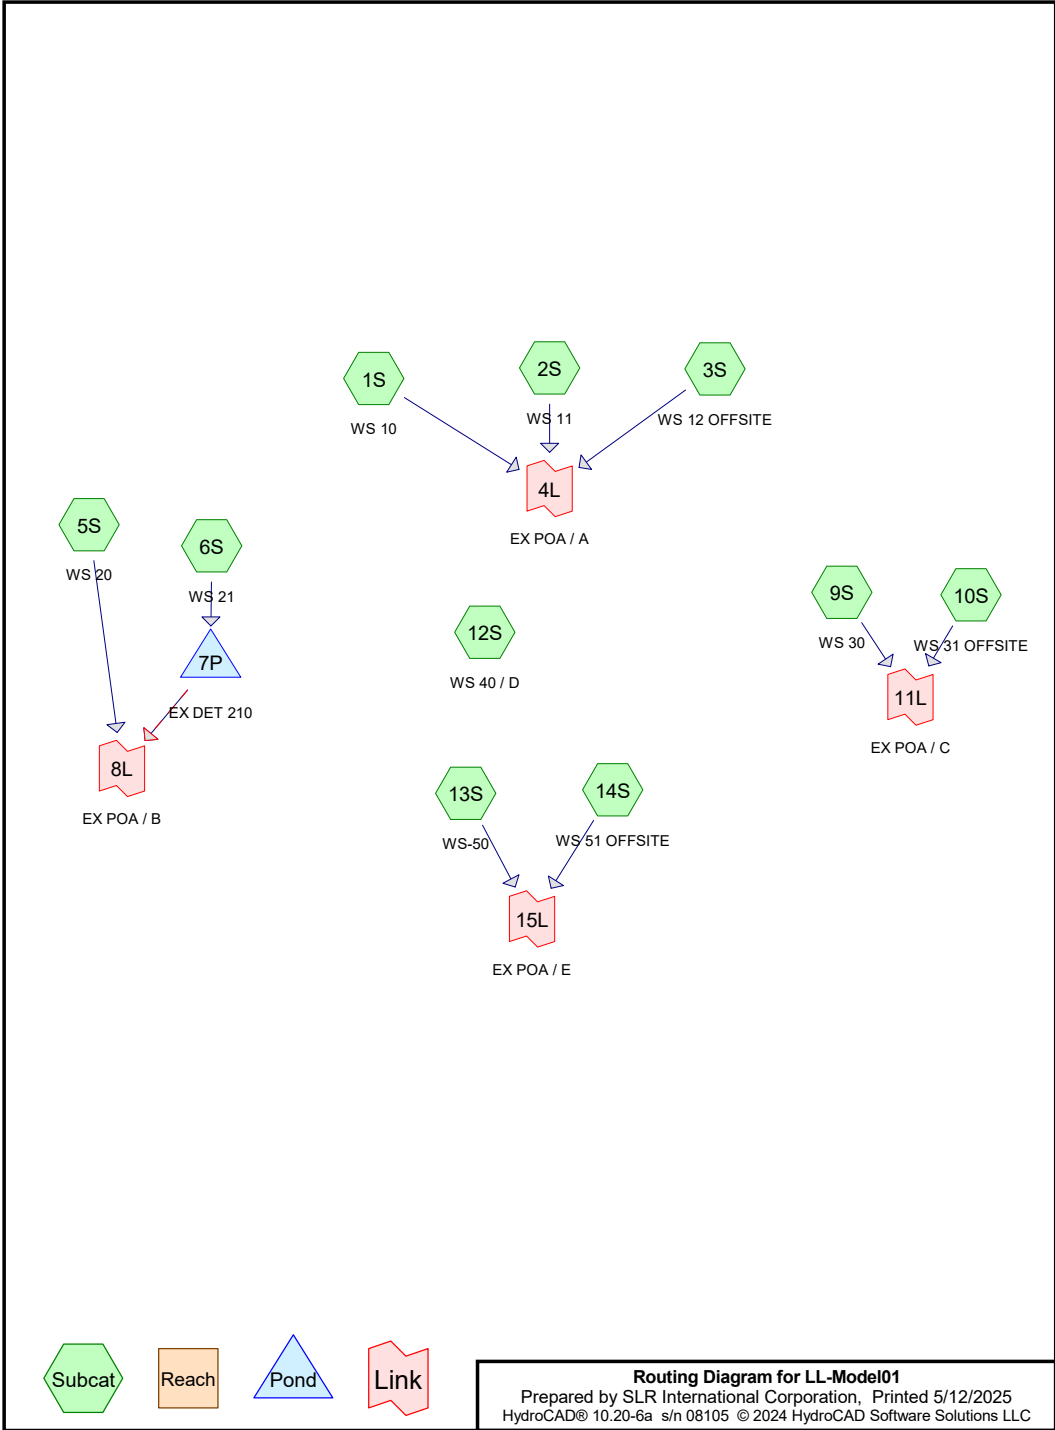 1S
WS 10
2S
WS 11
3S
WS 12 OFFSITE
4L
EX POA / A
5S
WS 20
6S
WS 21
7P
EX DET 210
8L
EX POA / B
9S
WS 30
10S
WS 31 OFFSITE
11L
EX POA / C
12S
WS 40 / D
13S
WS-50
14S
WS 51 OFFSITE
15L
EX POA / E
Subcat
Reach
Pond
Link
Routing Diagram for LL-Model01
Prepared by SLR International Corporation, Printed 5/12/2025
HydroCAD® 10.20-6a s/n 08105 © 2024 HydroCAD Software Solutions LLC